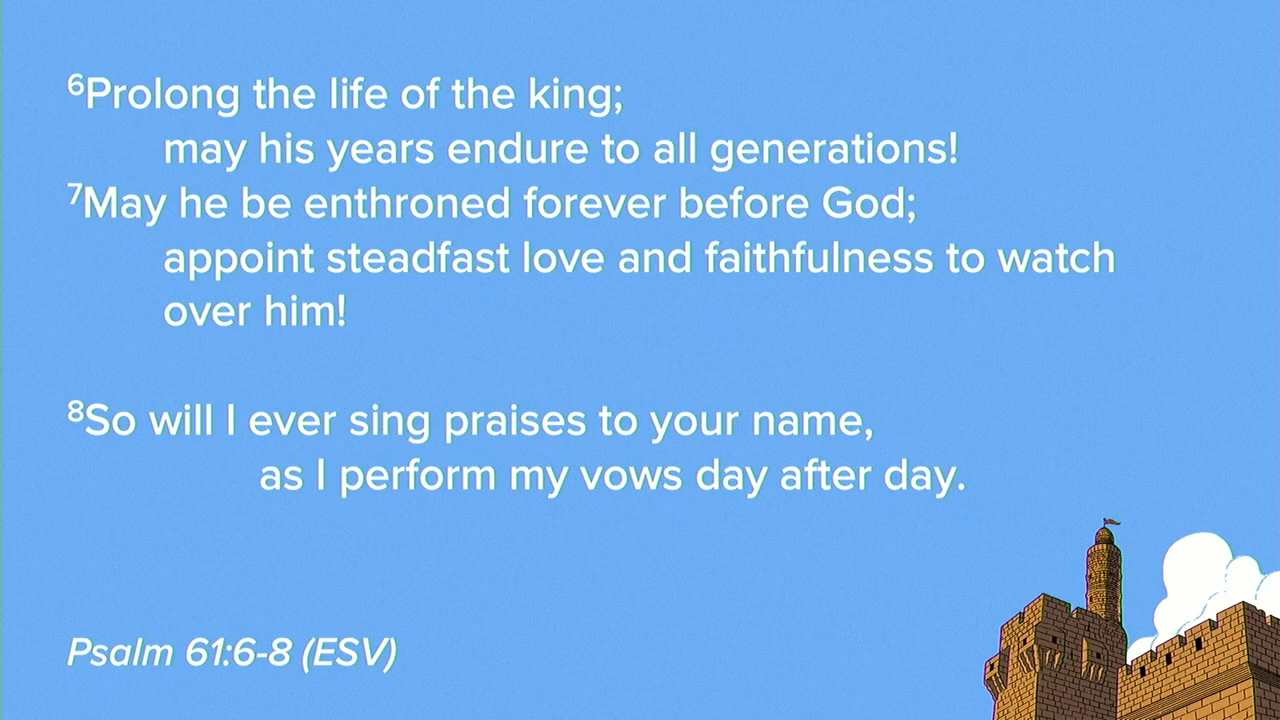 ⁶Prolong the life of the king;
may his years endure to all generations!
⁷May he be enthroned forever before God;
appoint steadfast love and faithfulness to watch
over him!
⁸So will I ever sing praises to your name,
as I perform my vows day after day.
Psalm 61:6-8 (ESV)